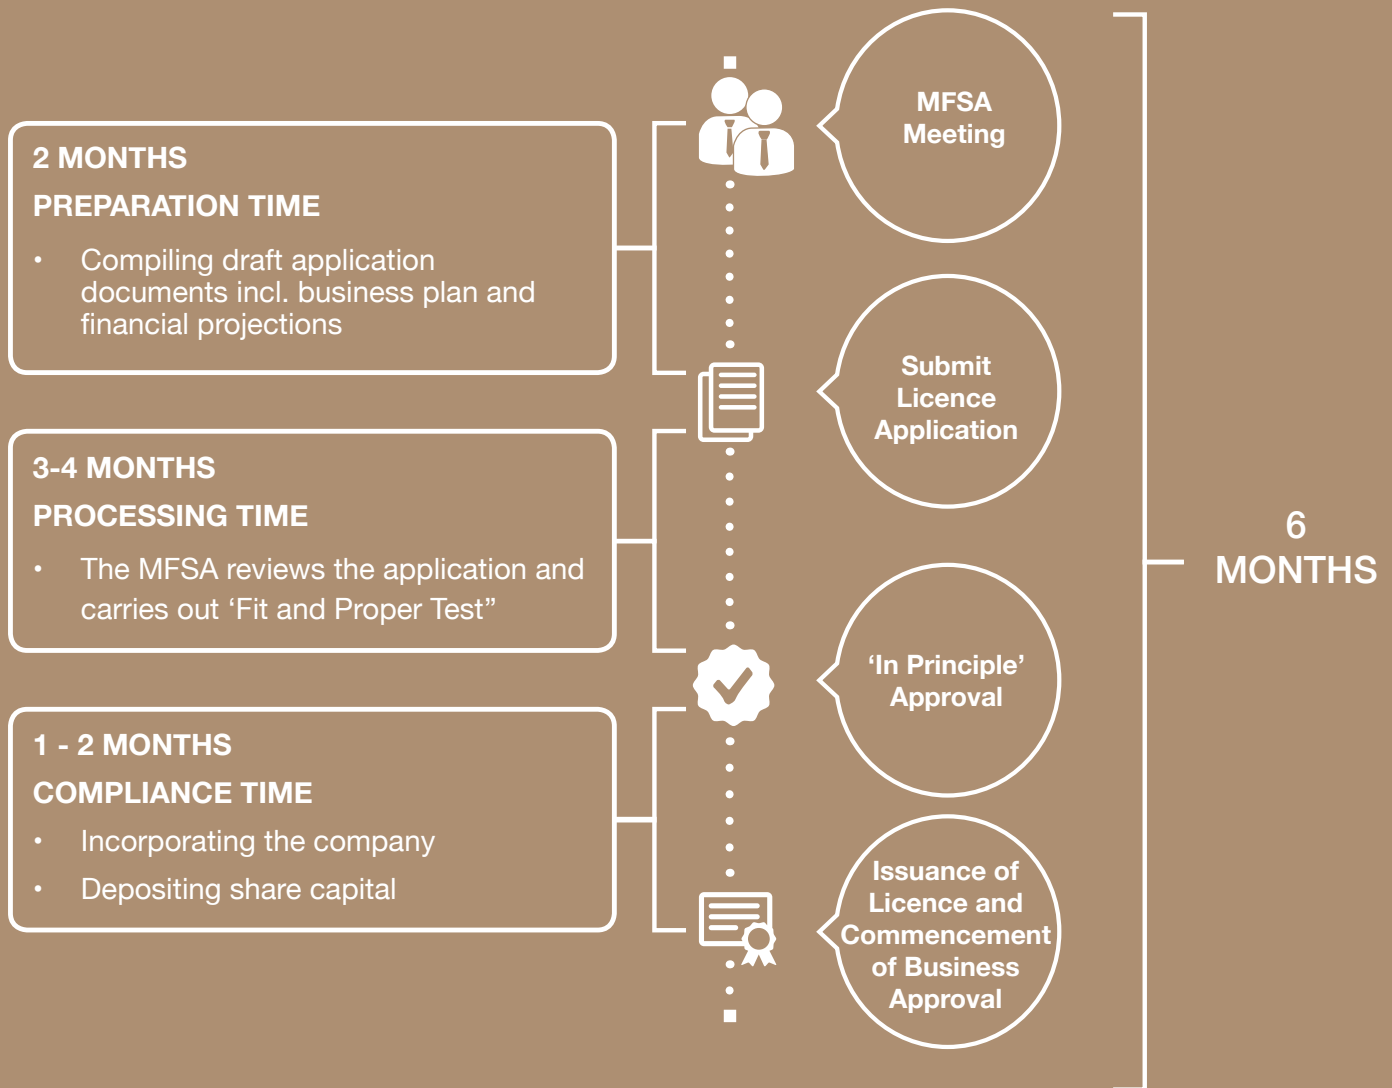 MFSA
Meeting
2 MONTHS
PREPARATION TIME
• Compiling draft application
documents incl. business plan and
financial projections
Submit
Licence
Application
3-4 MONTHS
PROCESSING TIME
• The MFSA reviews the application and
carries out ‘Fit and Proper Test”
6
MONTHS
‘In Principle’
Approval
1 - 2 MONTHS
COMPLIANCE TIME
• Incorporating the company
• Depositing share capital
Issuance of
Licence and
Commencement
of Business
Approval